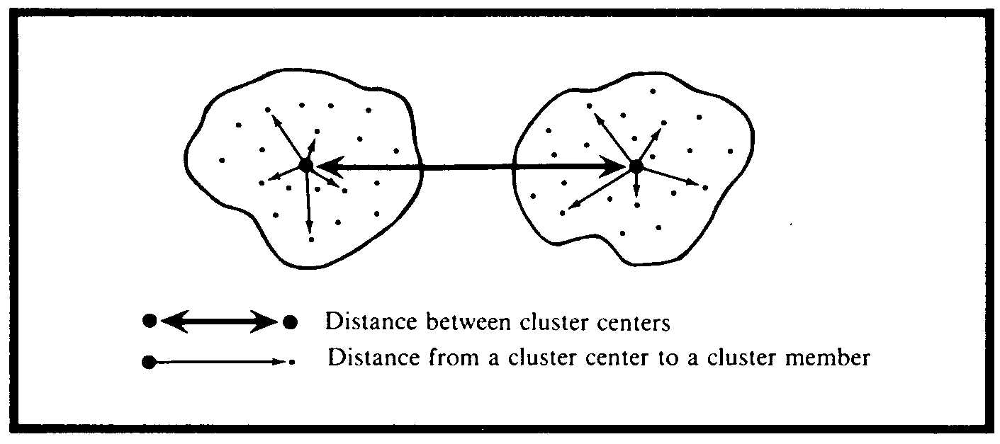 Distance between cluster centers
Distance from a cluster center to a cluster member